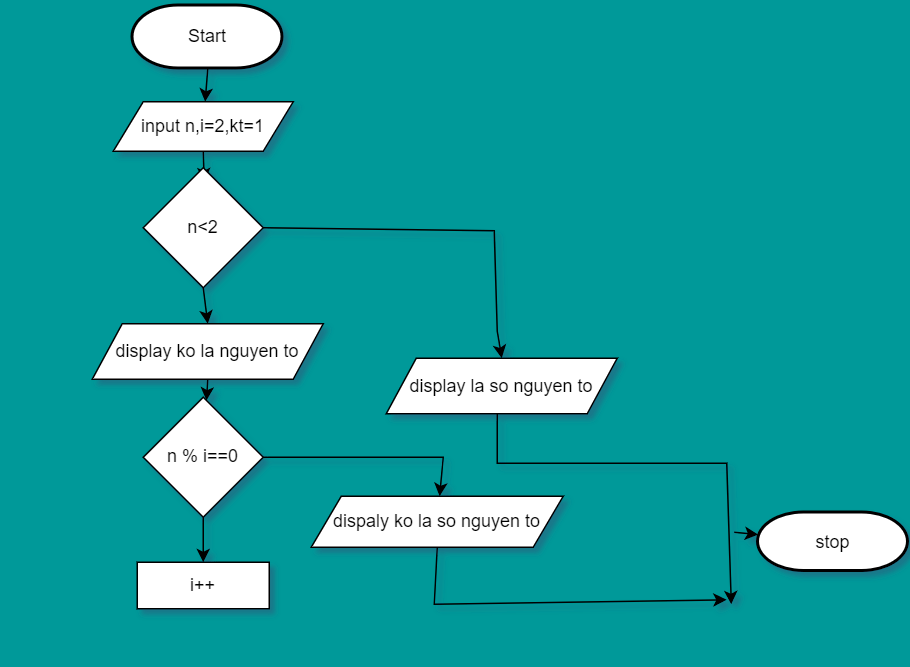 Start
input n,i=2,kt=1
n<2
display ko la nguyen to
display la so nguyen to
n % i==0
dispaly ko la so nguyen to
stop
i++